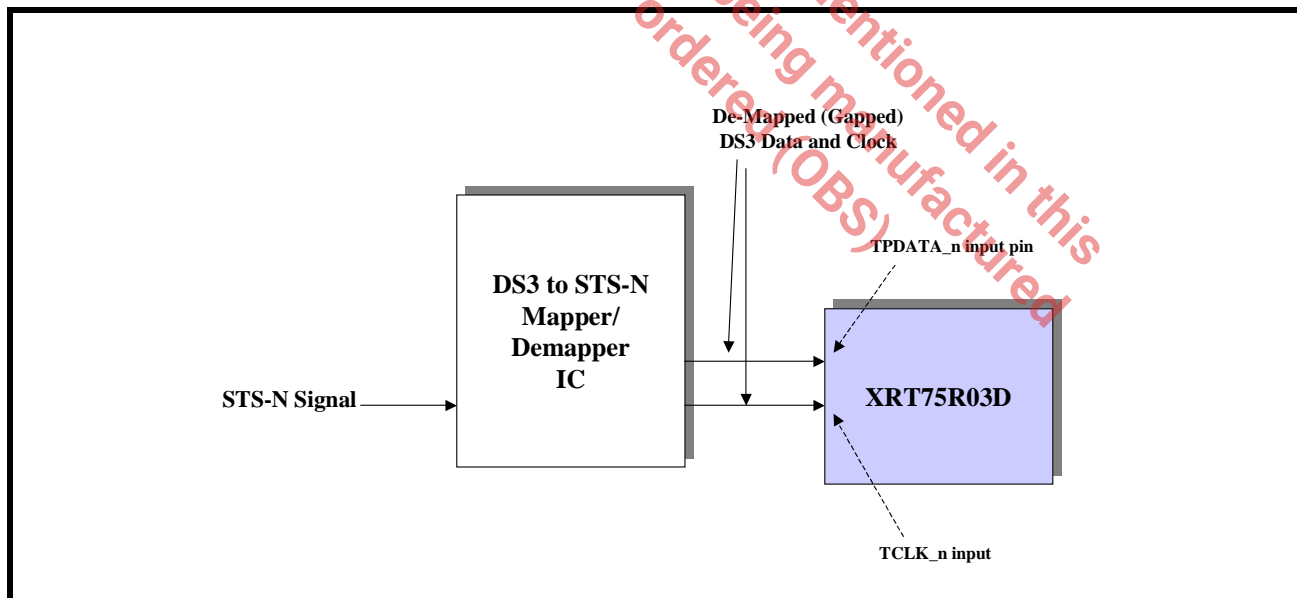 mentioned in this
being manufactured
ordered (OBS)
De-Mapped (Gapped)
DS3 Data and Clock
TPDATA_n input pin
DS3 to STS-N
Mapper/
Demapper
IC
STS-N Signal
XRT75R03D
TCLK_n input